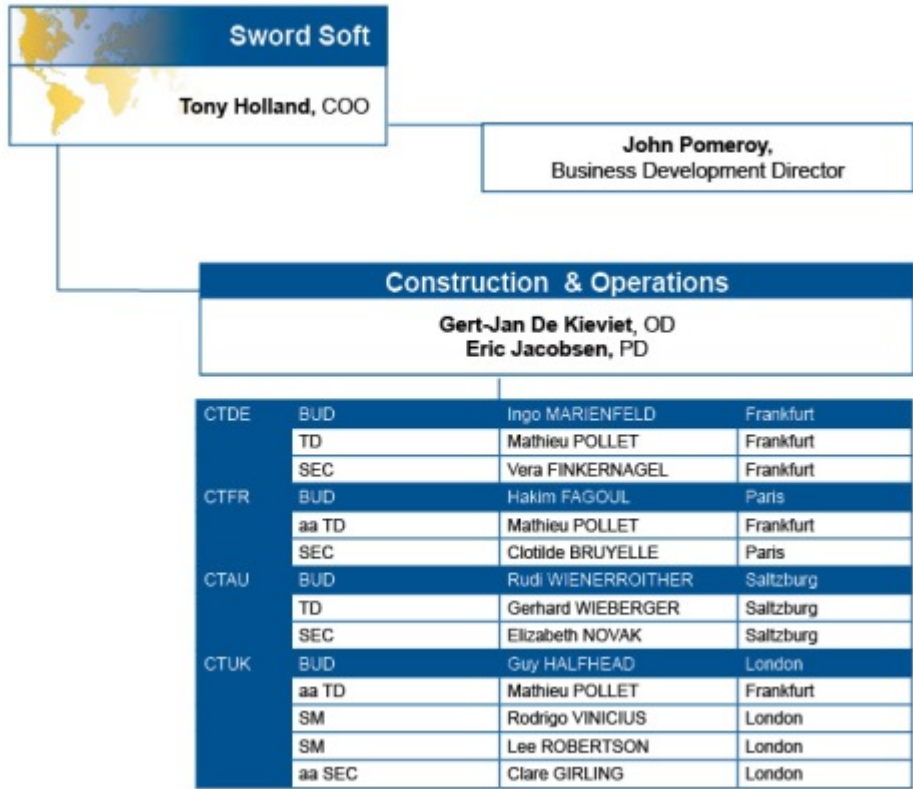 Sword Soft
Tony Holland, COO
John Pomeroy,
Business Development Director
Construction & Operations
Gert-Jan De Kieviet, OD
Eric Jacobsen, PD
CTDE BUD Ingo MARIENFELD Frankfurt
TD Mathieu POLLET Frankfurt
SEC Vera FINKERNAGEL Frankfurt
CTFR BUD Hakim FAGOUL Paris
aa TD Mathieu POLLET Frankfurt
SEC Clotilde BRUYELLE Paris
CTAU BUD Rudi WIENERROITHER Saltzburg
TD Gerhard WIEBERGER Saltzburg
SEC Elizabeth NOVAK Saltzburg
CTUK BUD Guy HALFHEAD London
aa TD Mathieu POLLET Frankfurt
SM Rodrigo VINICIUS London
SM Lee ROBERTSON London
aa SEC Clare GIRLING London